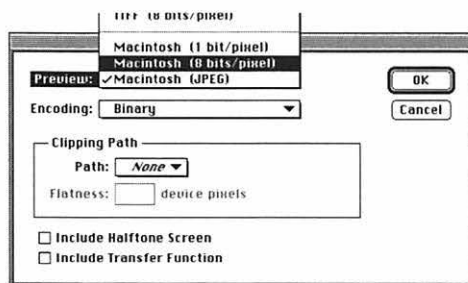 TIFF (8 bits/pixel)
Macintosh (1 bit/pixel)
Macintosh (8 bits/pixel)
Preview: ✓Macintosh (JPEG)
OK
Encoding: Binary
Cancel
Clipping Path
Path: None
Flatness: device pixels
Include Halftone Screen
Include Transfer Function